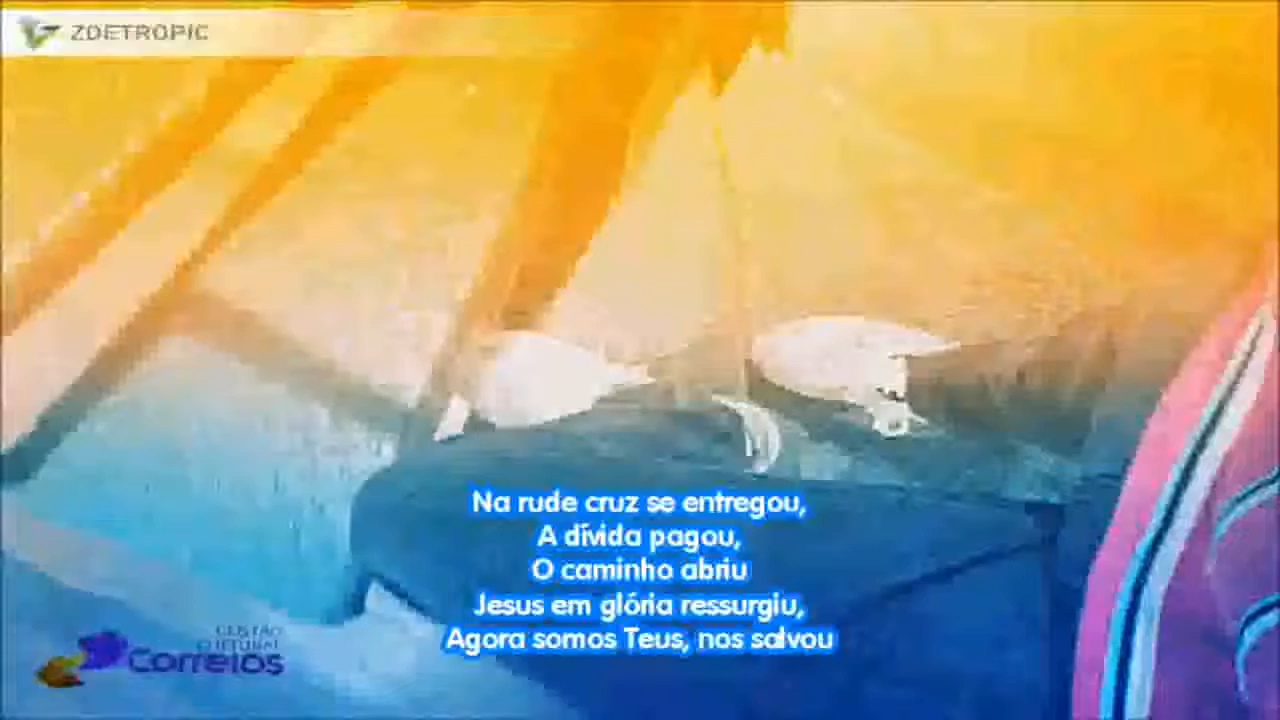 ZOETROPIC
Na rude cruz se entregou,
A dívida pagou,
O caminho abriu
Jesus em glória ressurgiu,
Agora somos Teus, nos salvou
Correios